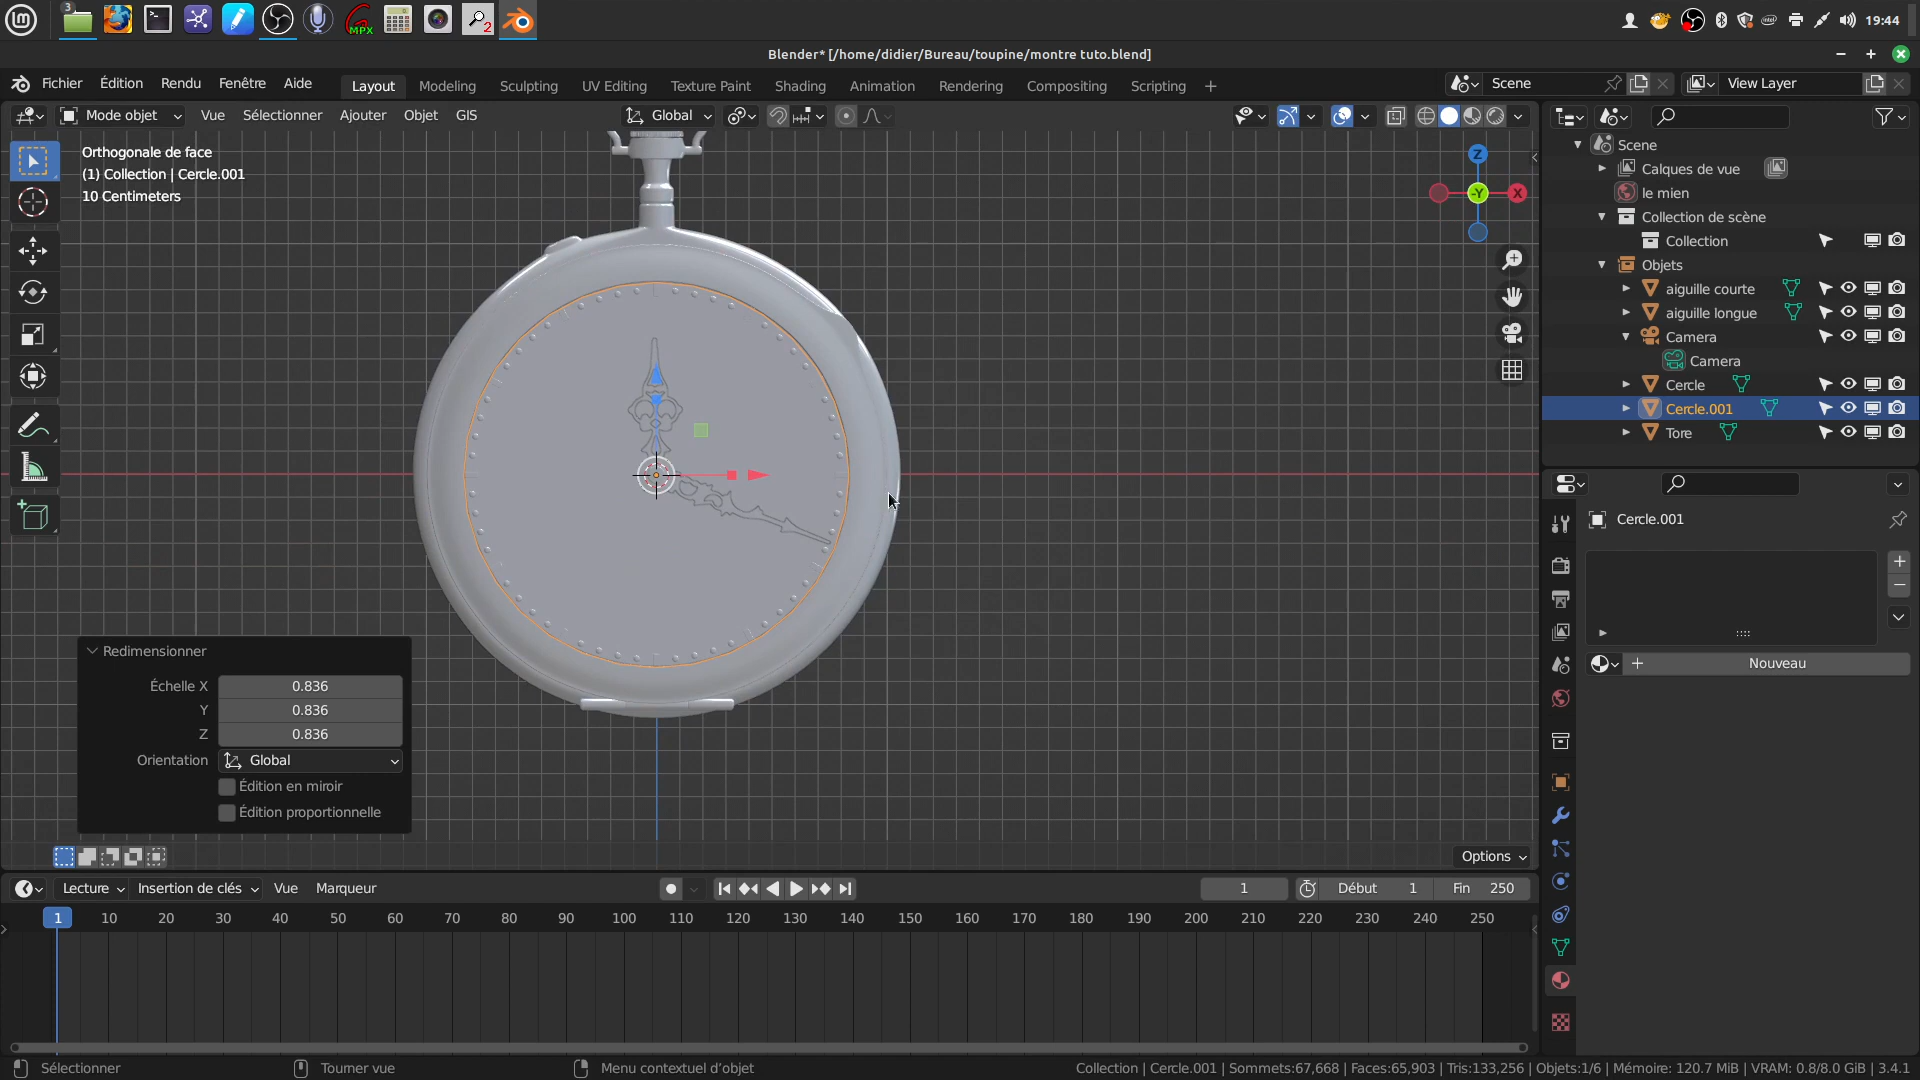 3
MPX
2
19:44
Blender* [/home/didier/Bureau/toupine/montre tuto.blend]
Fichier Édition Rendu Fenêtre Aide
Layout Modeling Sculpting UV Editing Texture Paint Shading Animation Rendering Compositing Scripting +
Scene
View Layer
Mode objet Vue Sélectionner Ajouter Objet GIS
Global
Orthogonale de face
(1) Collection | Cercle.001
10 Centimeters
Z
-Y
X
Scene
Calques de vue
le mien
Collection de scène
Collection
Objets
aiguille courte
aiguille longue
Camera
Camera
Cercle
Cercle.001
Tore
Cercle.001
Nouveau
Redimensionner
Échelle X 0.836
Y 0.836
Z 0.836
Orientation Global
Édition en miroir
Édition proportionnelle
Options
Lecture Insertion de clés Vue Marqueur
1
Début 1
Fin 250
1 10 20 30 40 50 60 70 80 90 100 110 120 130 140 150 160 170 180 190 200 210 220 230 240 250
Sélectionner
Tourner vue
Menu contextuel d'objet
Collection | Cercle.001 | Sommets:67,668 | Faces:65,903 | Tris:133,256 | Objets:1/6 | Mémoire: 120.7 MiB | VRAM: 0.8/8.0 GiB | 3.4.1